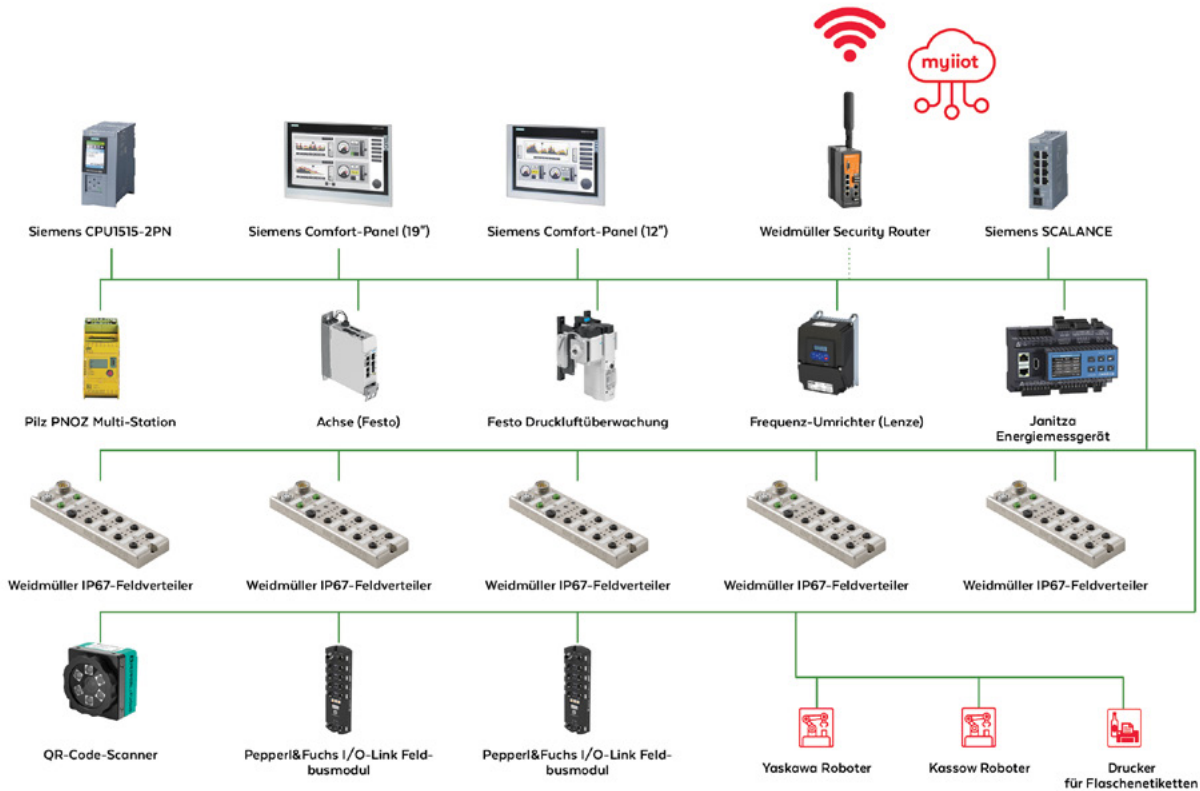 myiiot
Siemens CPU1515-2PN
Siemens Comfort-Panel (19")
Siemens Comfort-Panel (12")
Weidmüller Security Router
Siemens SCALANCE
Pilz PNOZ Multi-Station
Achse (Festo)
Festo Druckluftüberwachung
Frequenz-Umrichter (Lenze)
Janitza
Energiemessgerät
Weidmüller IP67-Feldverteiler
Weidmüller IP67-Feldverteiler
Weidmüller IP67-Feldverteiler
Weidmüller IP67-Feldverteiler
Weidmüller IP67-Feldverteiler
QR-Code-Scanner
Pepperl&Fuchs I/O-Link Feld-
busmodul
Pepperl&Fuchs I/O-Link Feld-
busmodul
Yaskawa Roboter
Kassow Roboter
Drucker
für Flaschenetiketten